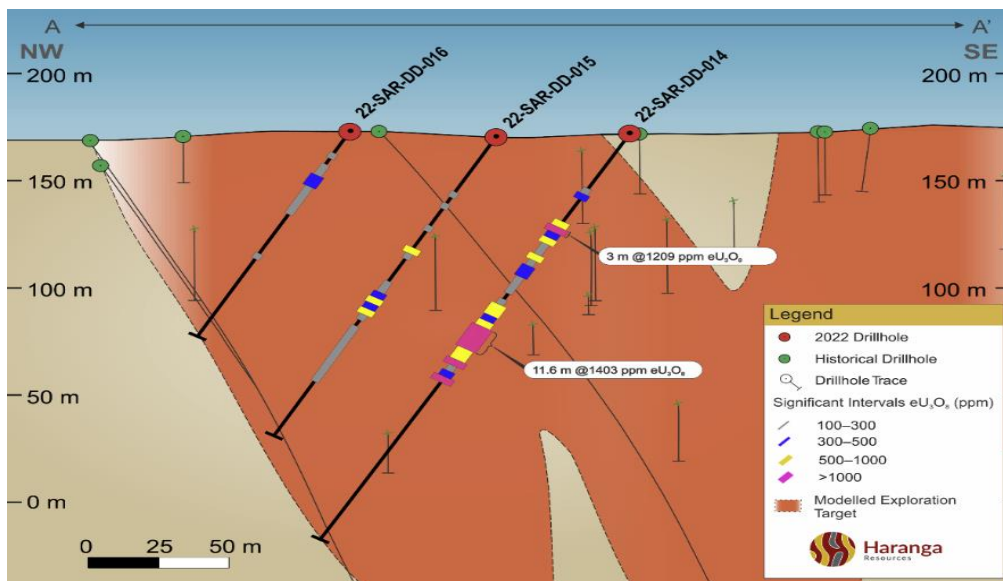 A
A'
NW
SE
22-SAR-DD-016
22-SAR-DD-015
22-SAR-DD-014
200 m
200 m
150 m
150 m
3 m @1209 ppm eU₃O₈
100 m
100 m
11.6 m @1403 ppm eU₃O₈
50 m
0 m
0 25 50 m
Legend
2022 Drillhole
Historical Drillhole
Drillhole Trace
Significant Intervals eU₃O₈ (ppm)
100–300
300–500
500–1000
>1000
Modelled Exploration
Target
Haranga
Resources